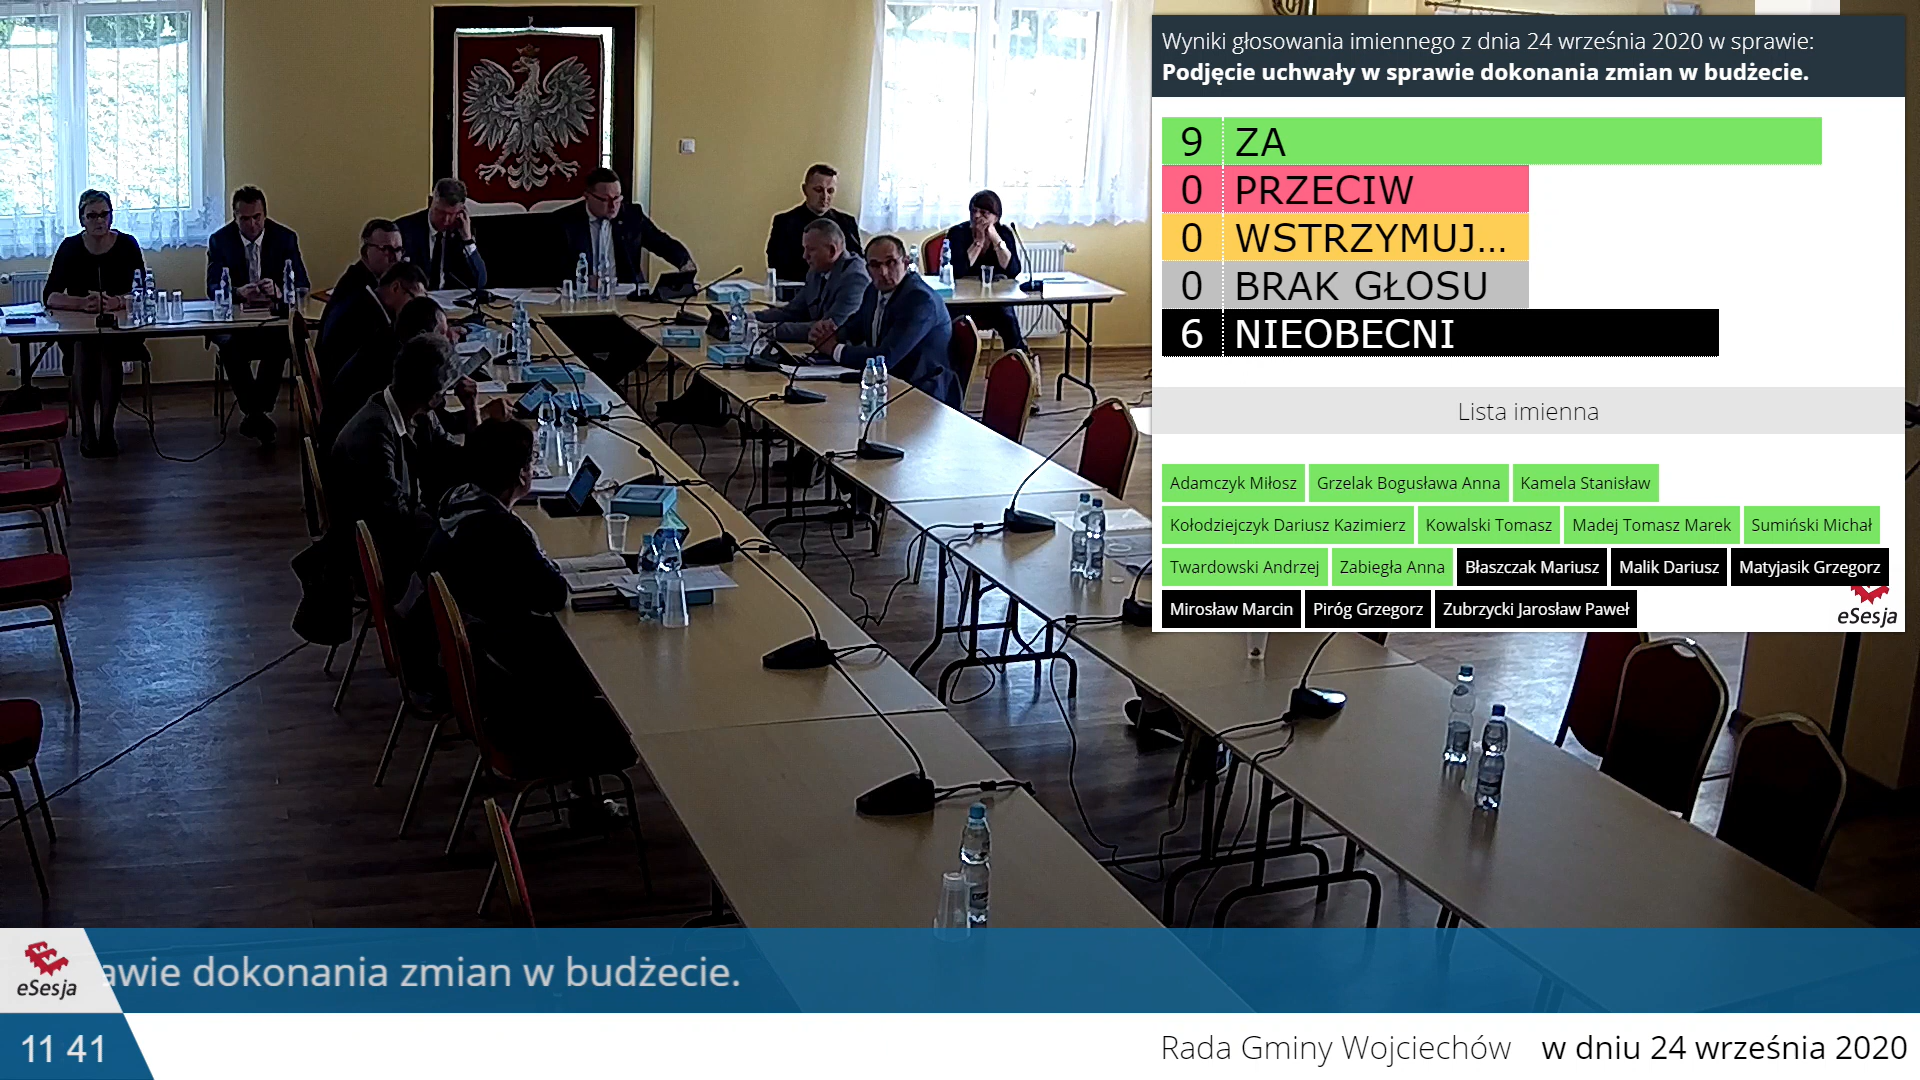 Wyniki głosowania imiennego z dnia 24 września 2020 w sprawie:
Podjęcie uchwały w sprawie dokonania zmian w budżecie.
9 ZA
0 PRZECIW
0 WSTRZYMUJ...
0 BRAK GŁOSU
6 NIEOBECNI
Lista imienna
Adamczyk Miłosz Grzelak Bogusława Anna Kamela Stanisław
Kołodziejczyk Dariusz Kazimierz Kowalski Tomasz Madej Tomasz Marek Sumiński Michał
Twardowski Andrzej Zabiegła Anna Błaszczak Mariusz Malik Dariusz Matyjasik Grzegorz
Mirosław Marcin Piróg Grzegorz Zubrzycki Jarosław Paweł
eSesja
awie dokonania zmian w budżecie.
eSesja
11 41
Rada Gminy Wojciechów w dniu 24 września 2020